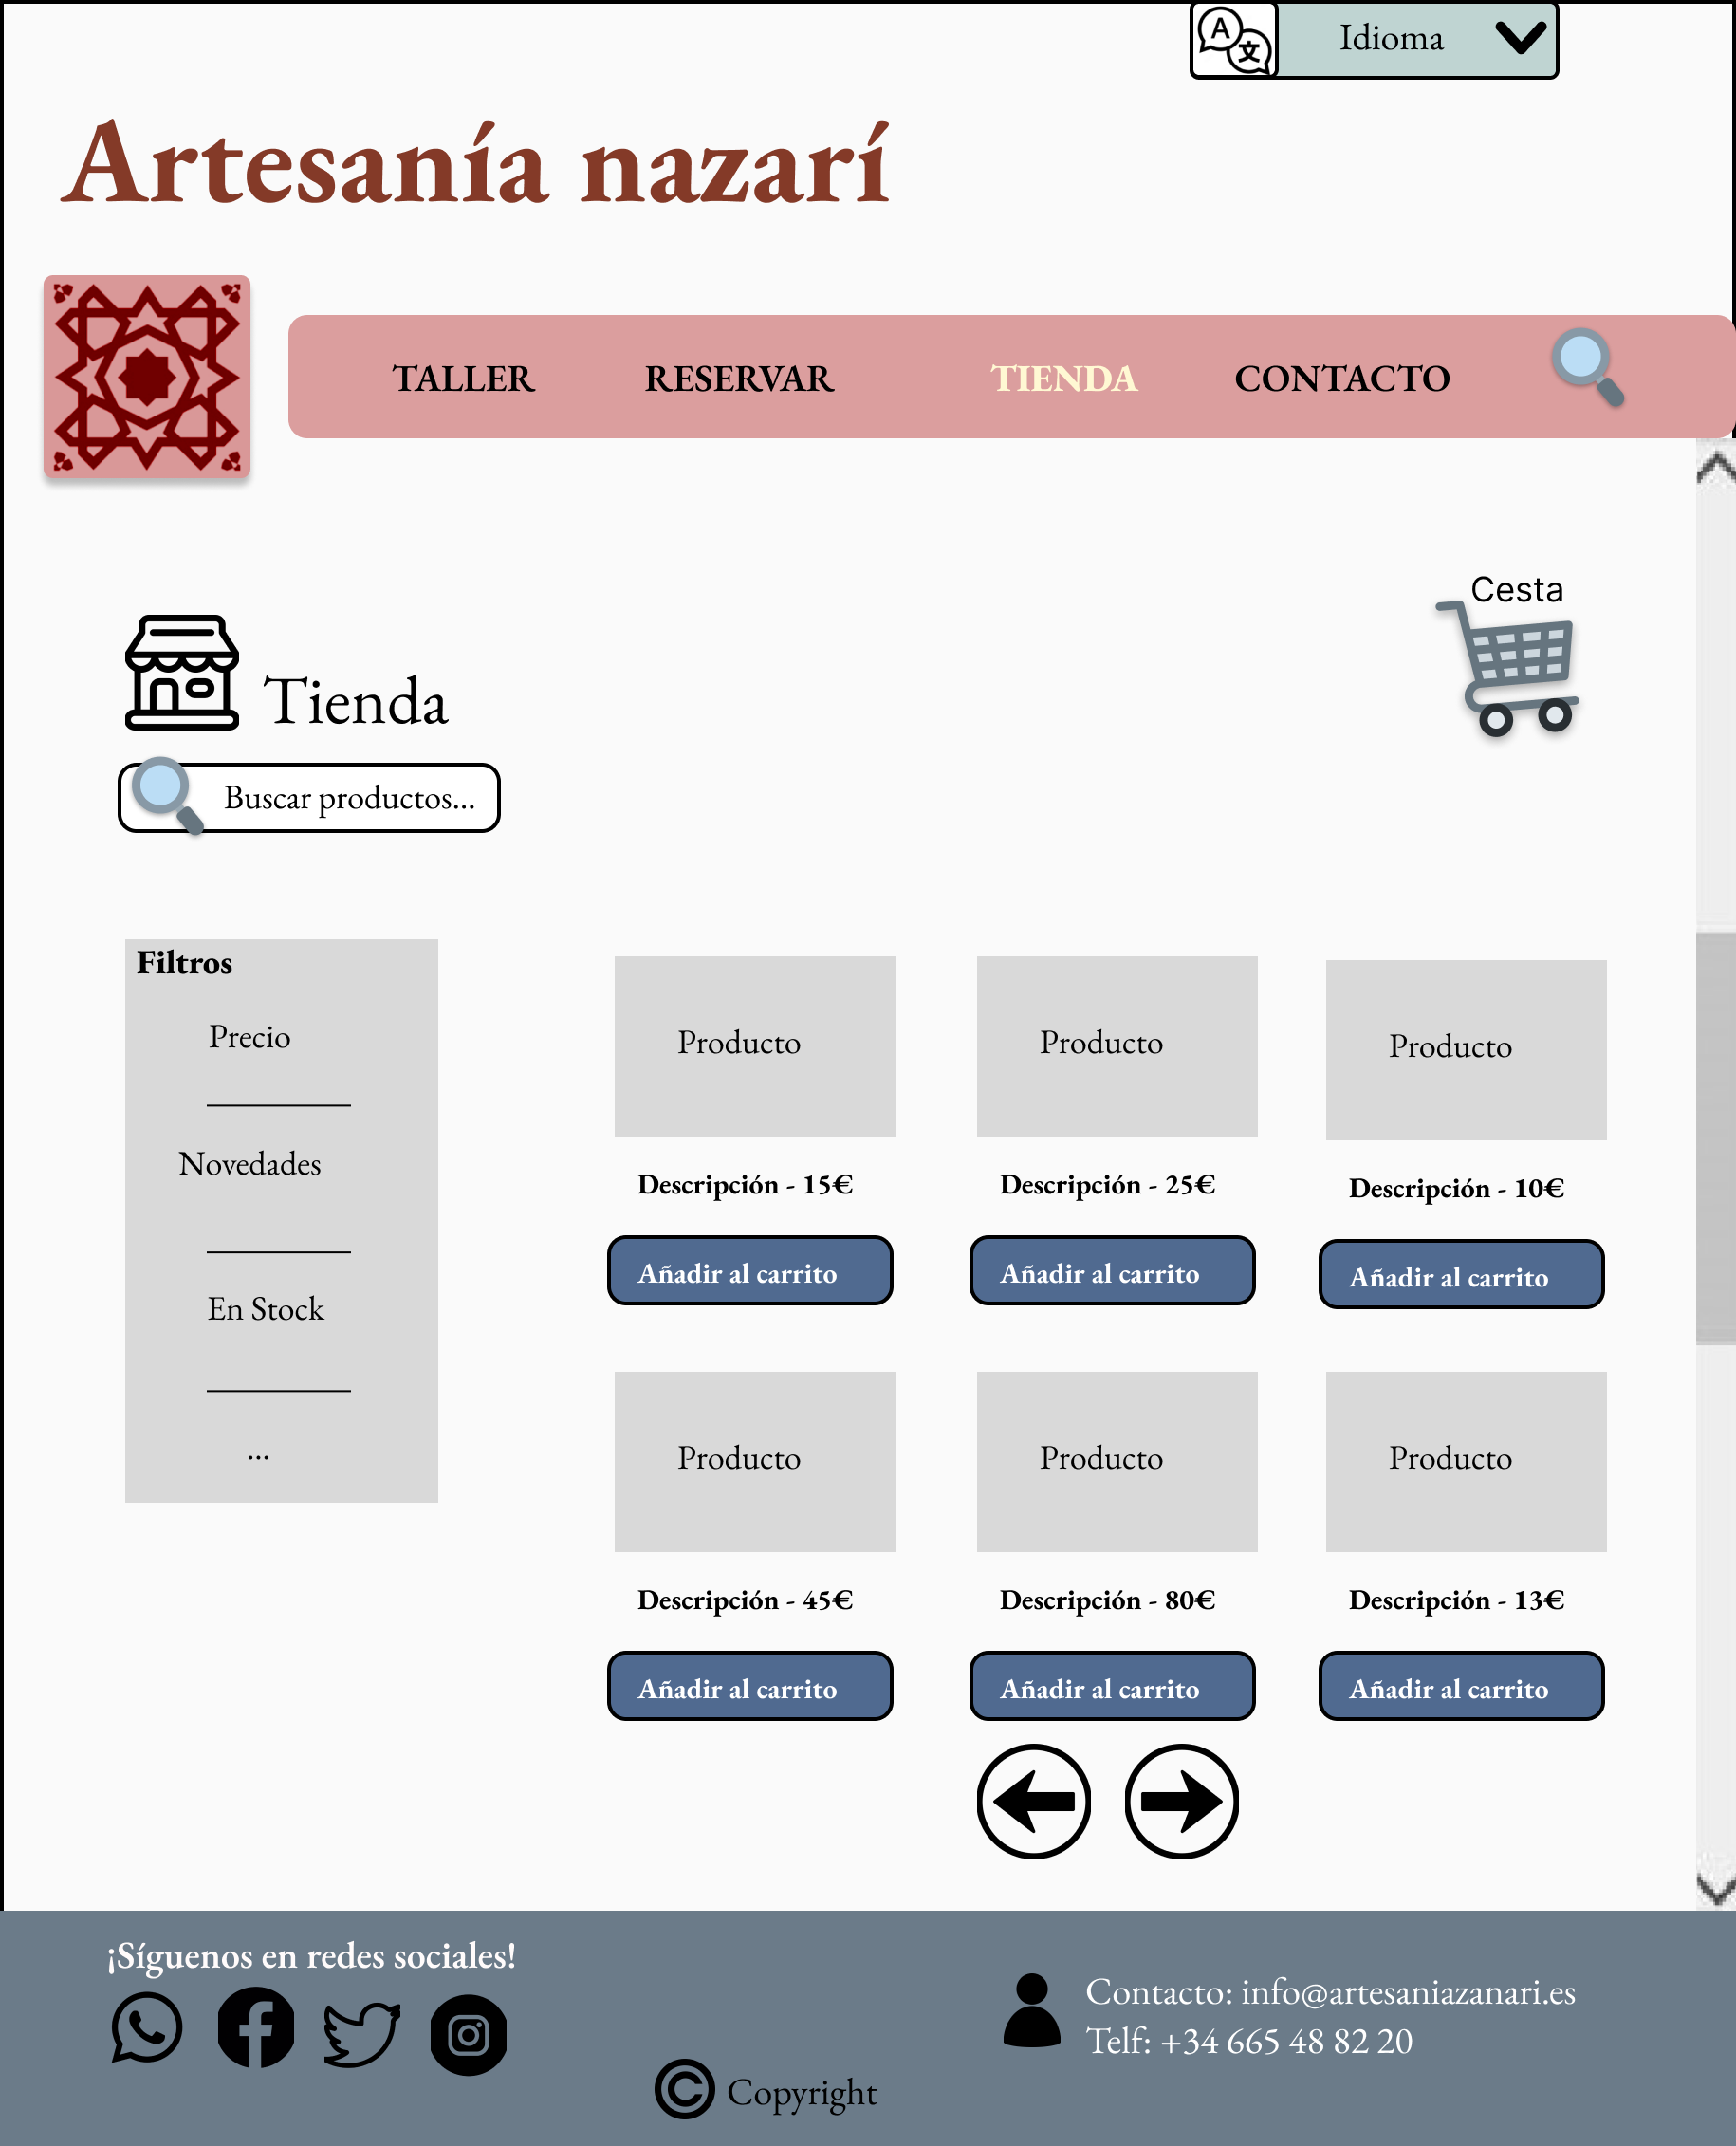 A 文
Idioma
Artesanía nazarí
TALLER RESERVAR TIENDA CONTACTO
Cesta
Tienda
Buscar productos...
Filtros
Precio
Novedades
En Stock
...
Producto Producto Producto
Descripción - 15€ Descripción - 25€ Descripción - 10€
Añadir al carrito Añadir al carrito Añadir al carrito
Producto Producto Producto
Descripción - 45€ Descripción - 80€ Descripción - 13€
Añadir al carrito Añadir al carrito Añadir al carrito
¡Síguenos en redes sociales!
Contacto: info@artesaniazanari.es
Telf: +34 665 48 82 20
© Copyright